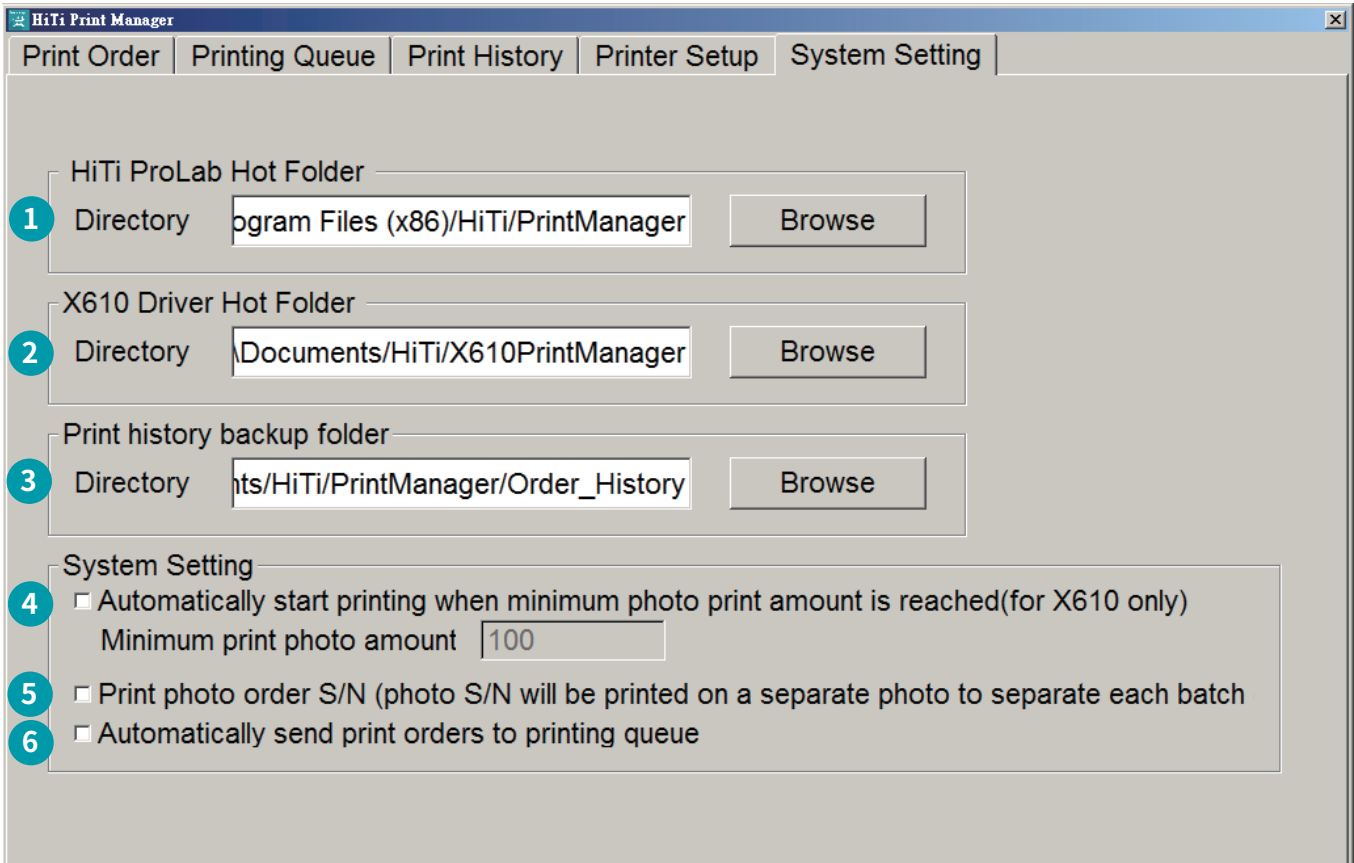 HiTi Print Manager
Print Order Printing Queue Print History Printer Setup System Setting
HiTi ProLab Hot Folder
1 Directory ogram Files (x86)/HiTi/PrintManager Browse
X610 Driver Hot Folder
2 Directory \Documents/HiTi/X610PrintManager Browse
Print history backup folder
3 Directory nts/HiTi/PrintManager/Order_History Browse
System Setting
4 Automatically start printing when minimum photo print amount is reached(for X610 only)
Minimum print photo amount 100
5 Print photo order S/N (photo S/N will be printed on a separate photo to separate each batch
6 Automatically send print orders to printing queue